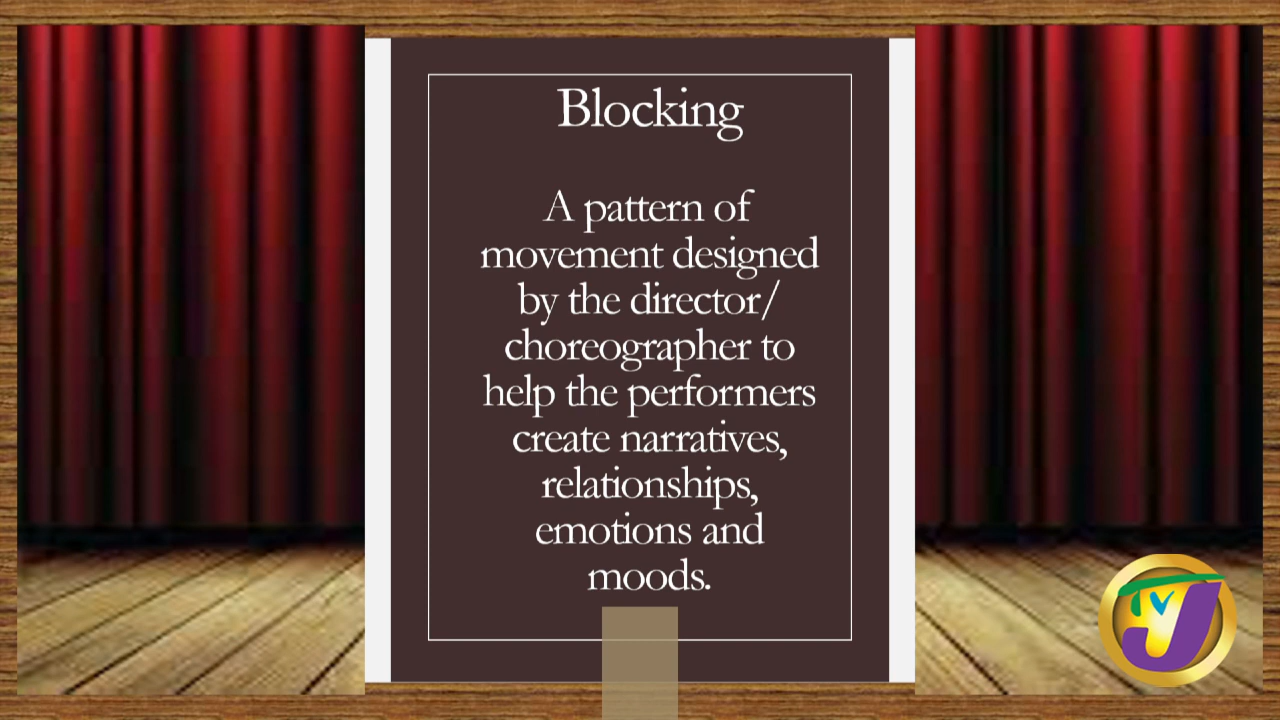 Blocking
A pattern of
movement designed
by the director/
choreographer to
help the performers
create narratives,
relationships,
emotions and
moods.
TVJ